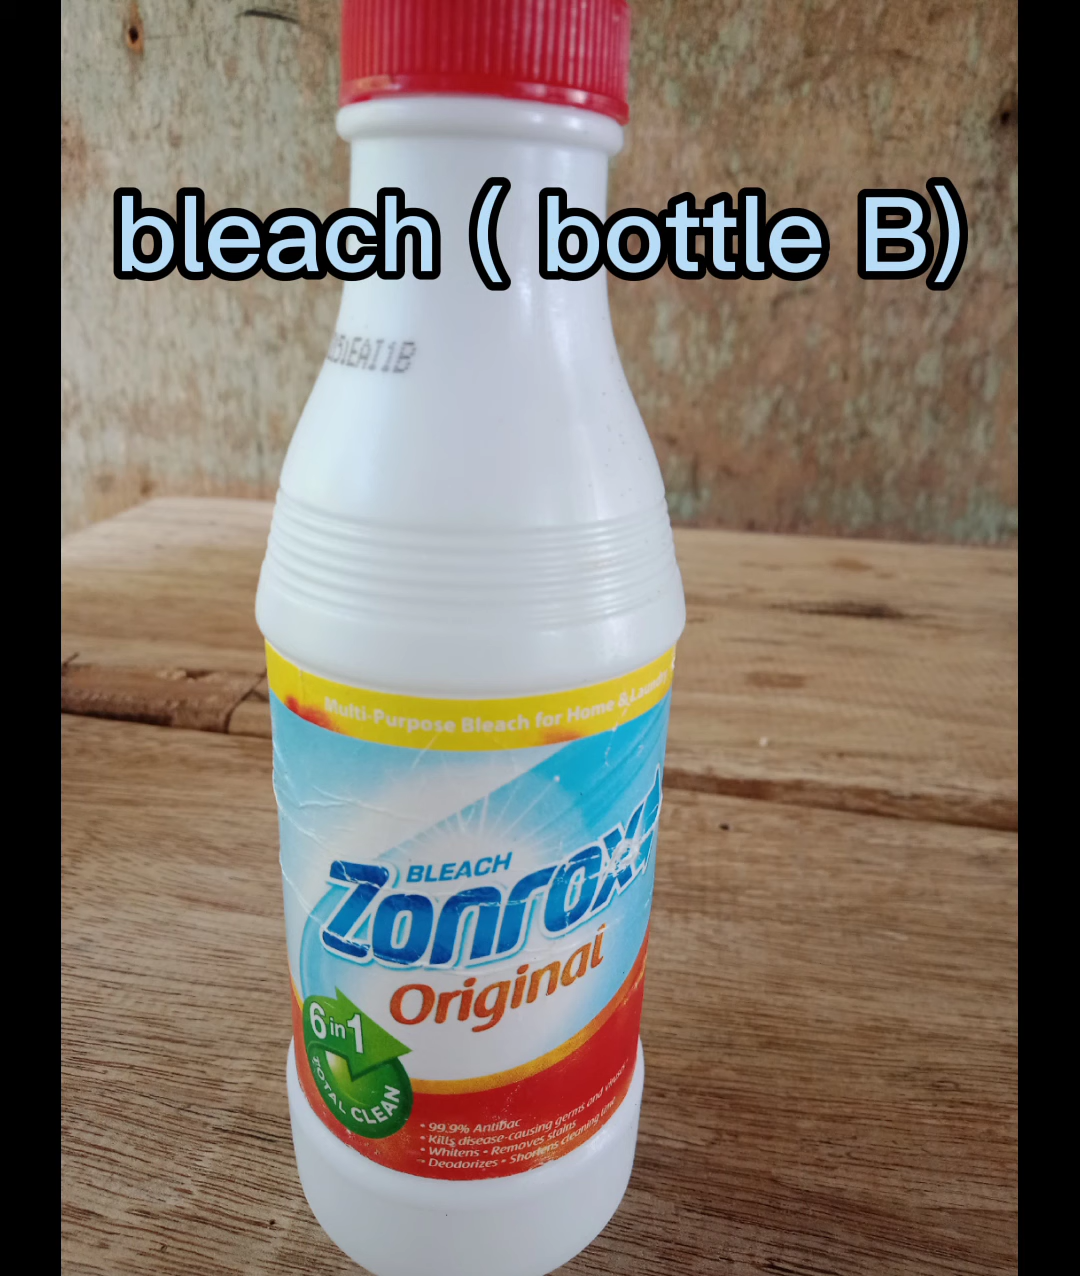 bleach ( bottle B)
51EAI1B
Multi-Purpose Bleach for Home & Laundry
BLEACH
Zonrox
Original
6 in 1
TOTAL CLEAN
• 99.9% Antibac
• Kills disease-causing germs and viruses
• Whitens • Removes stains
• Deodorizes • Shortens cleaning time